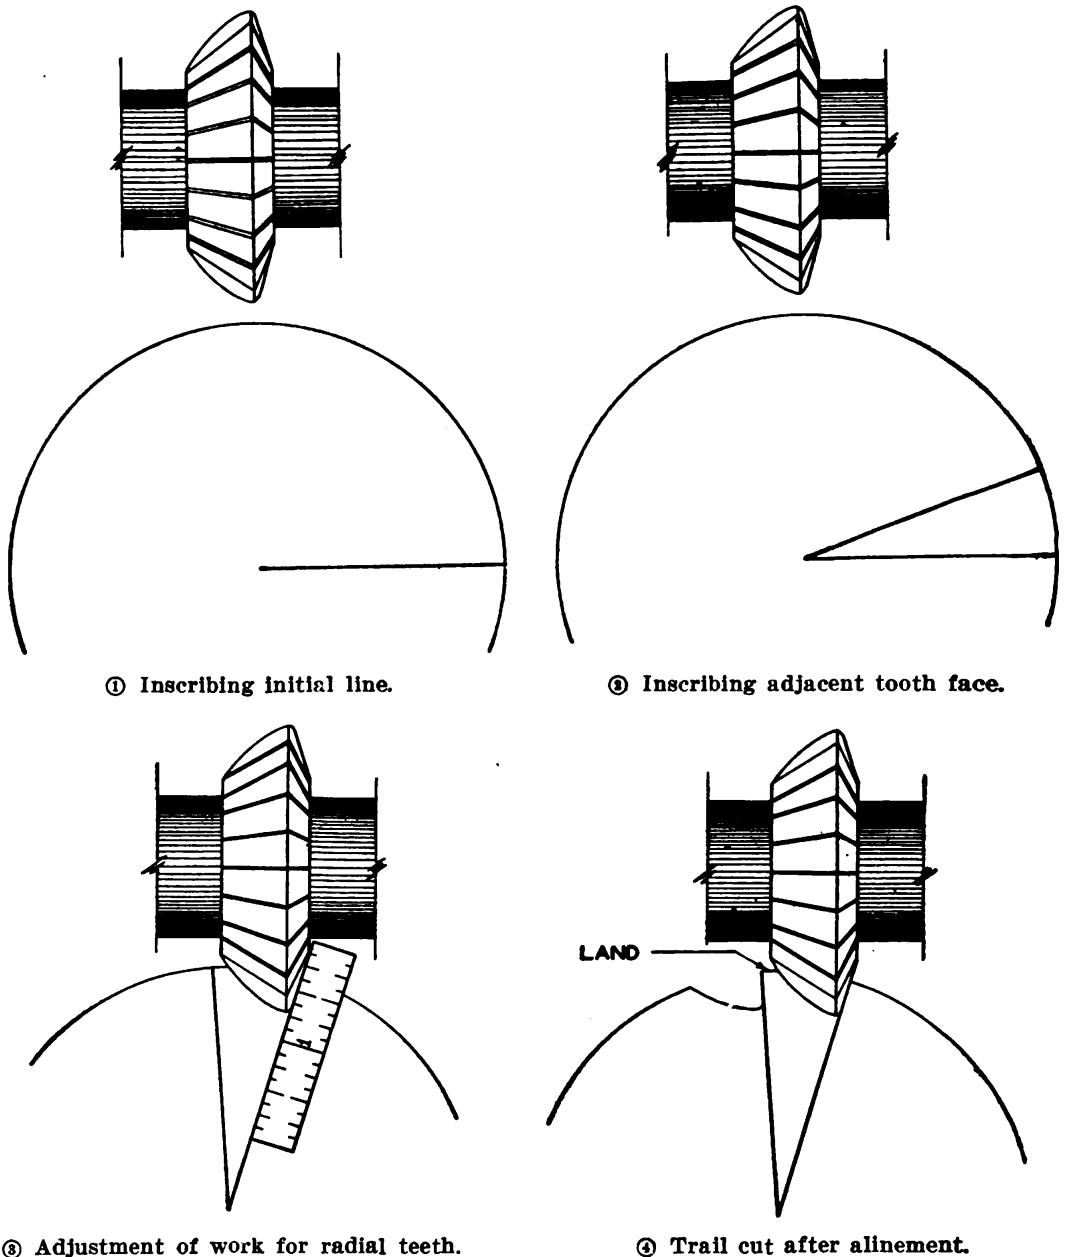 ① Inscribing initial line.
② Inscribing adjacent tooth face.
LAND
③ Adjustment of work for radial teeth.
④ Trail cut after alinement.